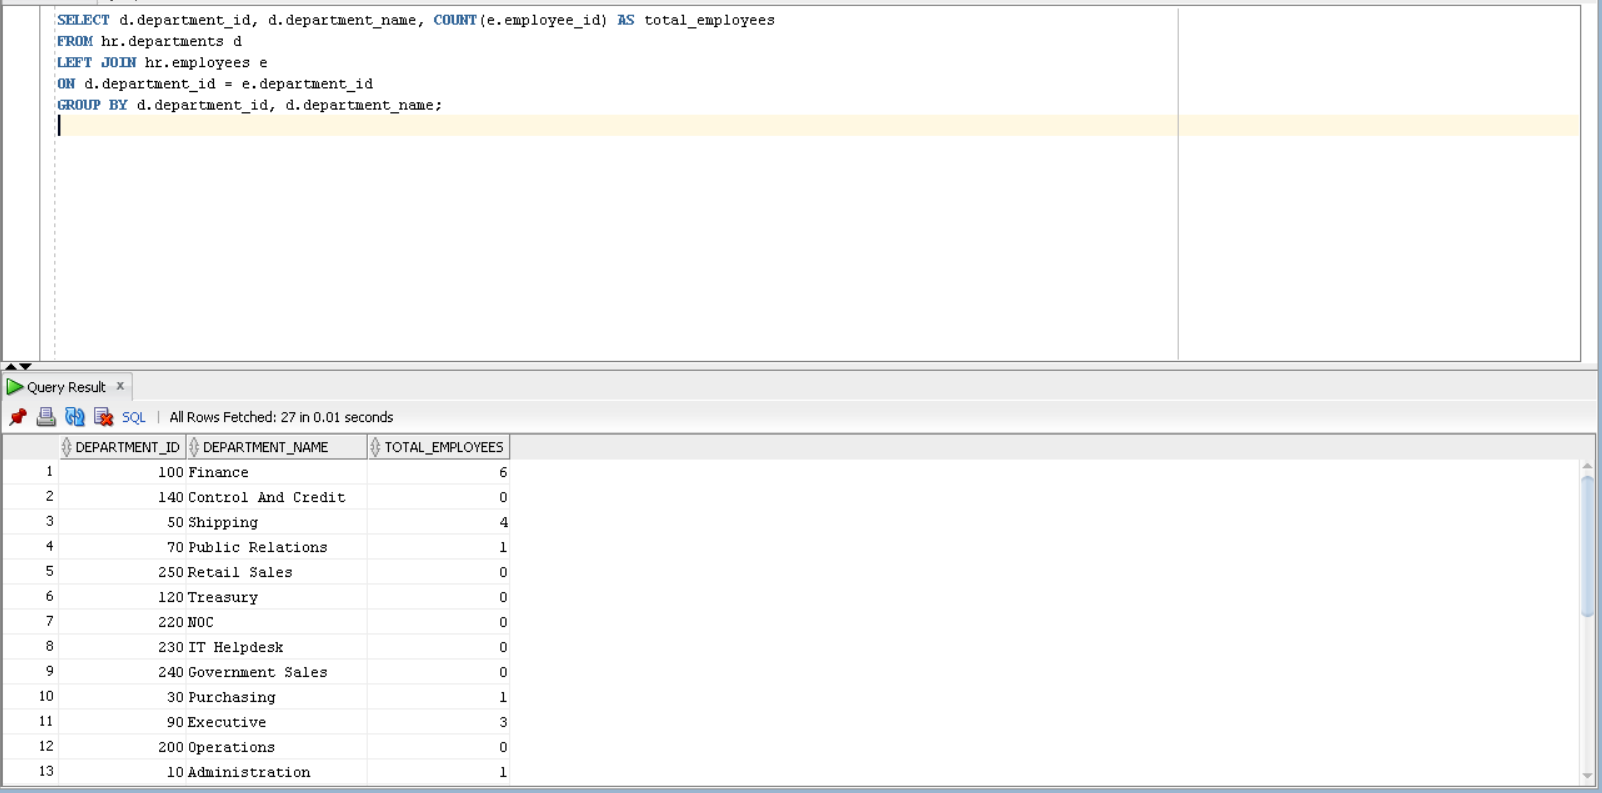 SELECT d.department_id, d.department_name, COUNT(e.employee_id) AS total_employees
FROM hr.departments d
LEFT JOIN hr.employees e
ON d.department_id = e.department_id
GROUP BY d.department_id, d.department_name;
Query Result x
SQL | All Rows Fetched: 27 in 0.01 seconds
DEPARTMENT_ID DEPARTMENT_NAME TOTAL_EMPLOYEES
1 100 Finance 6
2 140 Control And Credit 0
3 50 Shipping 4
4 70 Public Relations 1
5 250 Retail Sales 0
6 120 Treasury 0
7 220 NOC 0
8 230 IT Helpdesk 0
9 240 Government Sales 0
10 30 Purchasing 1
11 90 Executive 3
12 200 Operations 0
13 10 Administration 1